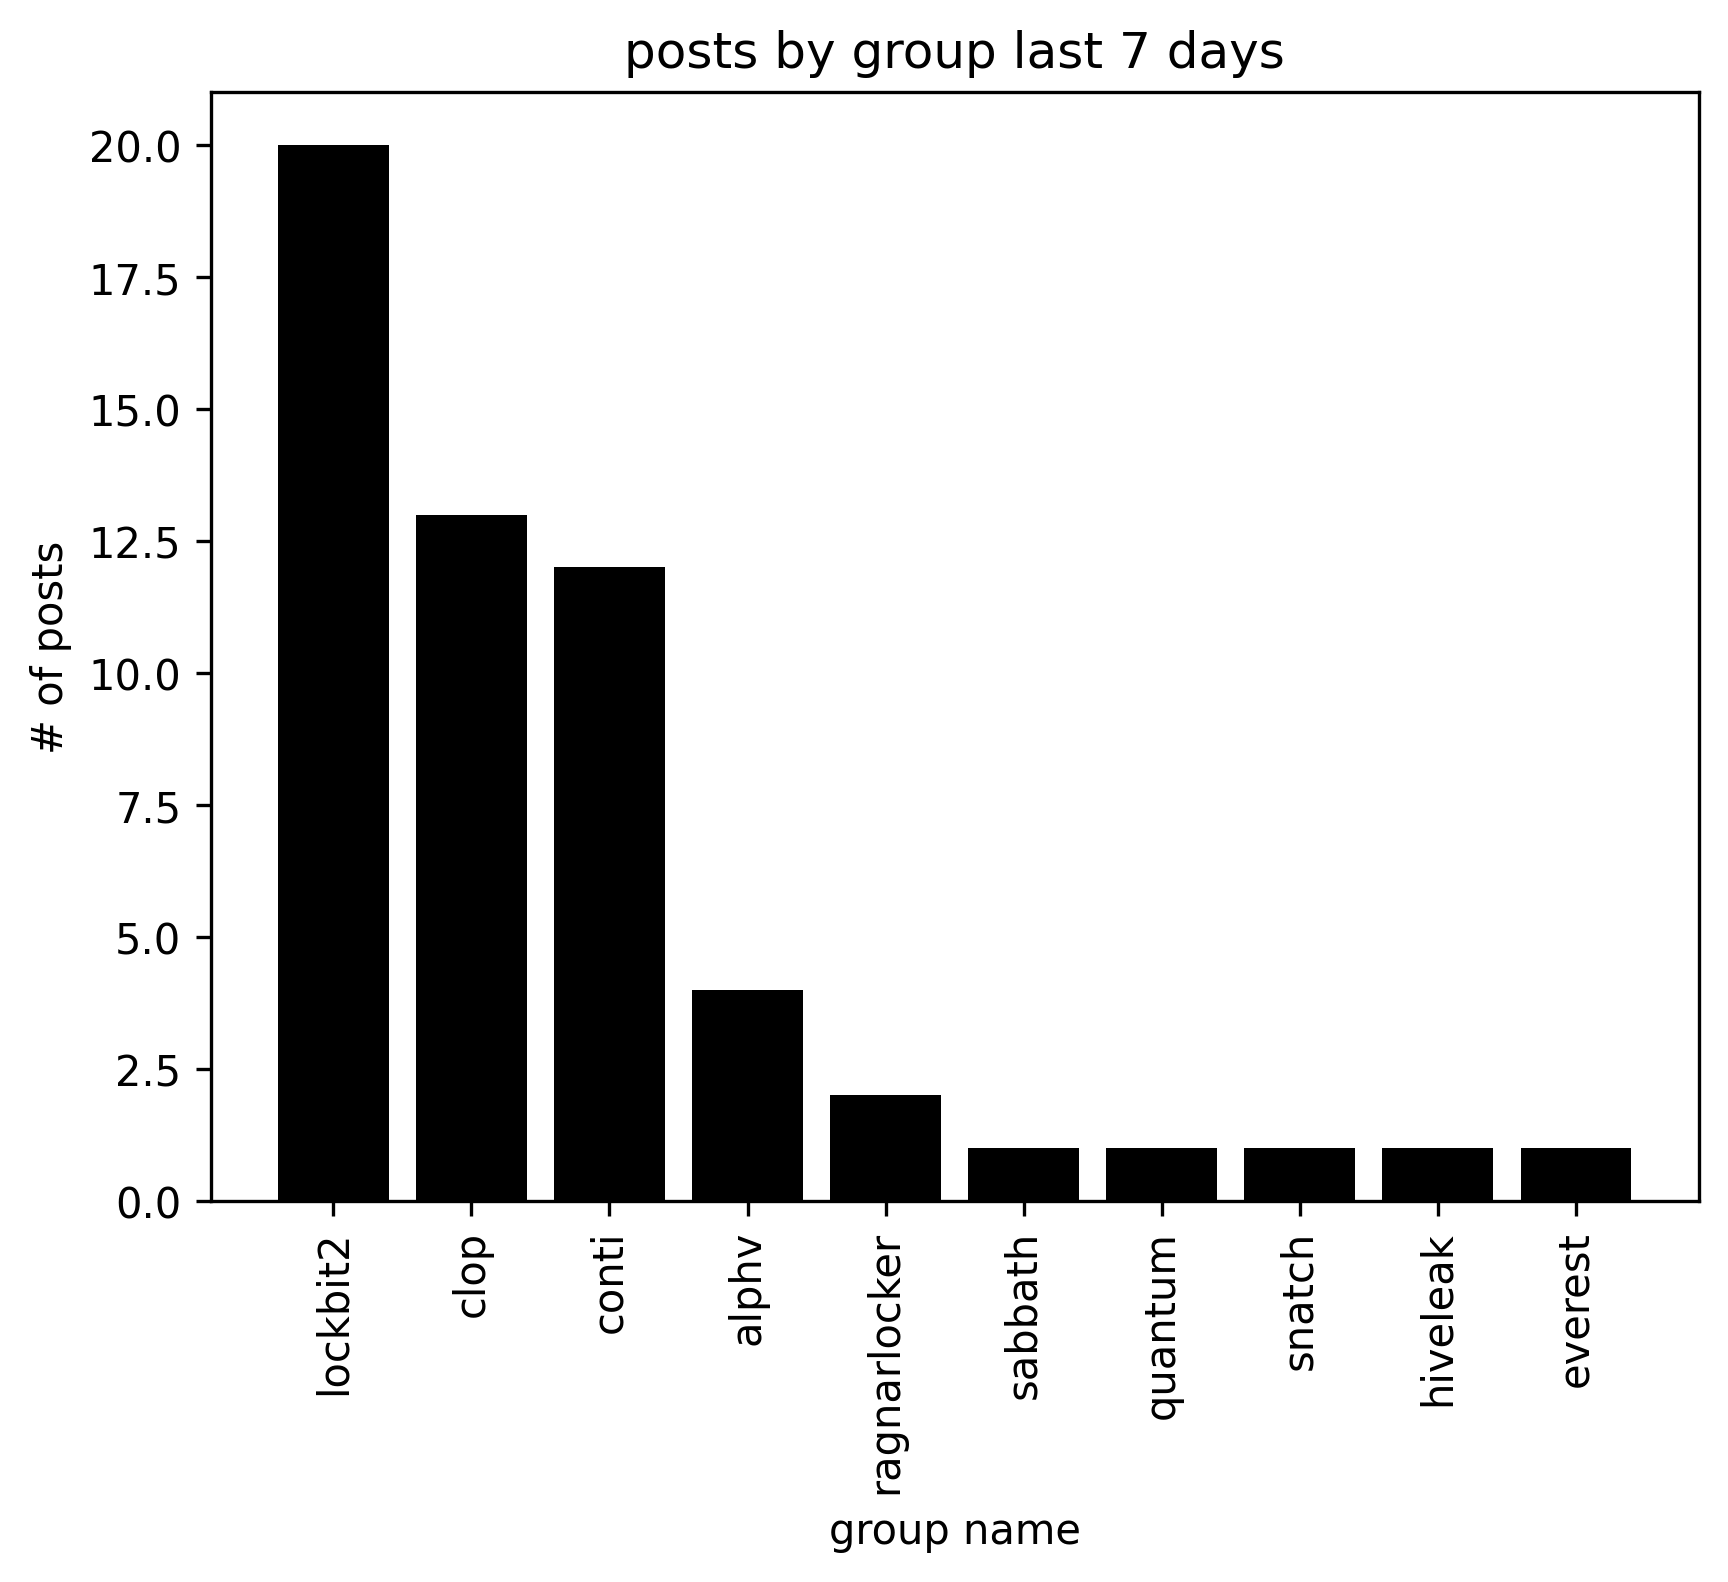 posts by group last 7 days
# of posts
20.0
17.5
15.0
12.5
10.0
7.5
5.0
2.5
0.0
lockbit2
clop
conti
alphv
ragnarlocker
sabbath
quantum
snatch
hiveleak
everest
group name